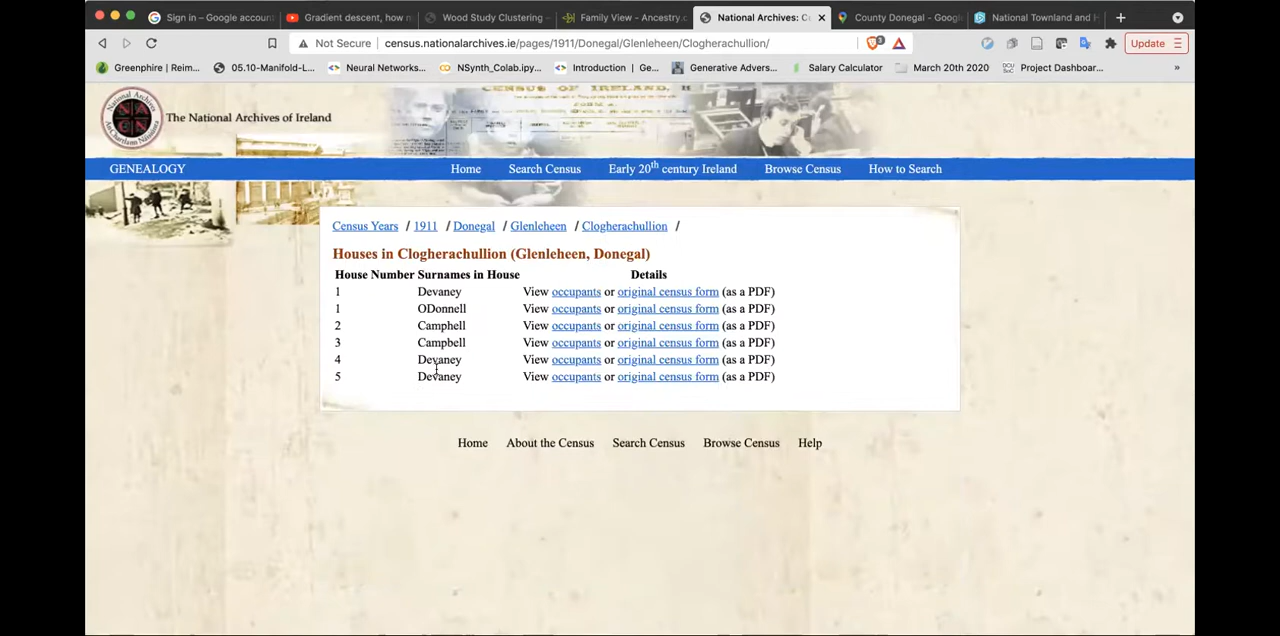 Sign in – Google accoun
Gradient descent, how n
Wood Study Clustering –
Family View - Ancestry.c
National Archives: C
County Donegal - Googl
National Townland and H
Not Secure
census.nationalarchives.ie/pages/1911/Donegal/Glenleheen/Clogherachullion/
3
Update
Greenphire | Reim...
05.10-Manifold-L...
Neural Networks...
NSynth_Colab.ipy...
Introduction | Ge...
Generative Advers...
Salary Calculator
March 20th 2020
Project Dashboar...
»
CENSUS OF IRELAND,
The National Archives of Ireland
GENEALOGY
Home
Search Census
Early 20th century Ireland
Browse Census
How to Search
Census Years / 1911 / Donegal / Glenleheen / Clogherachullion /
Houses in Clogherachullion (Glenleheen, Donegal)
House Number Surnames in House Details
1 Devaney View occupants or original census form (as a PDF)
1 ODonnell View occupants or original census form (as a PDF)
2 Camphell View occupants or original census form (as a PDF)
3 Campbell View occupants or original census form (as a PDF)
4 Devaney View occupants or original census form (as a PDF)
5 Devaney View occupants or original census form (as a PDF)
Home About the Census Search Census Browse Census Help